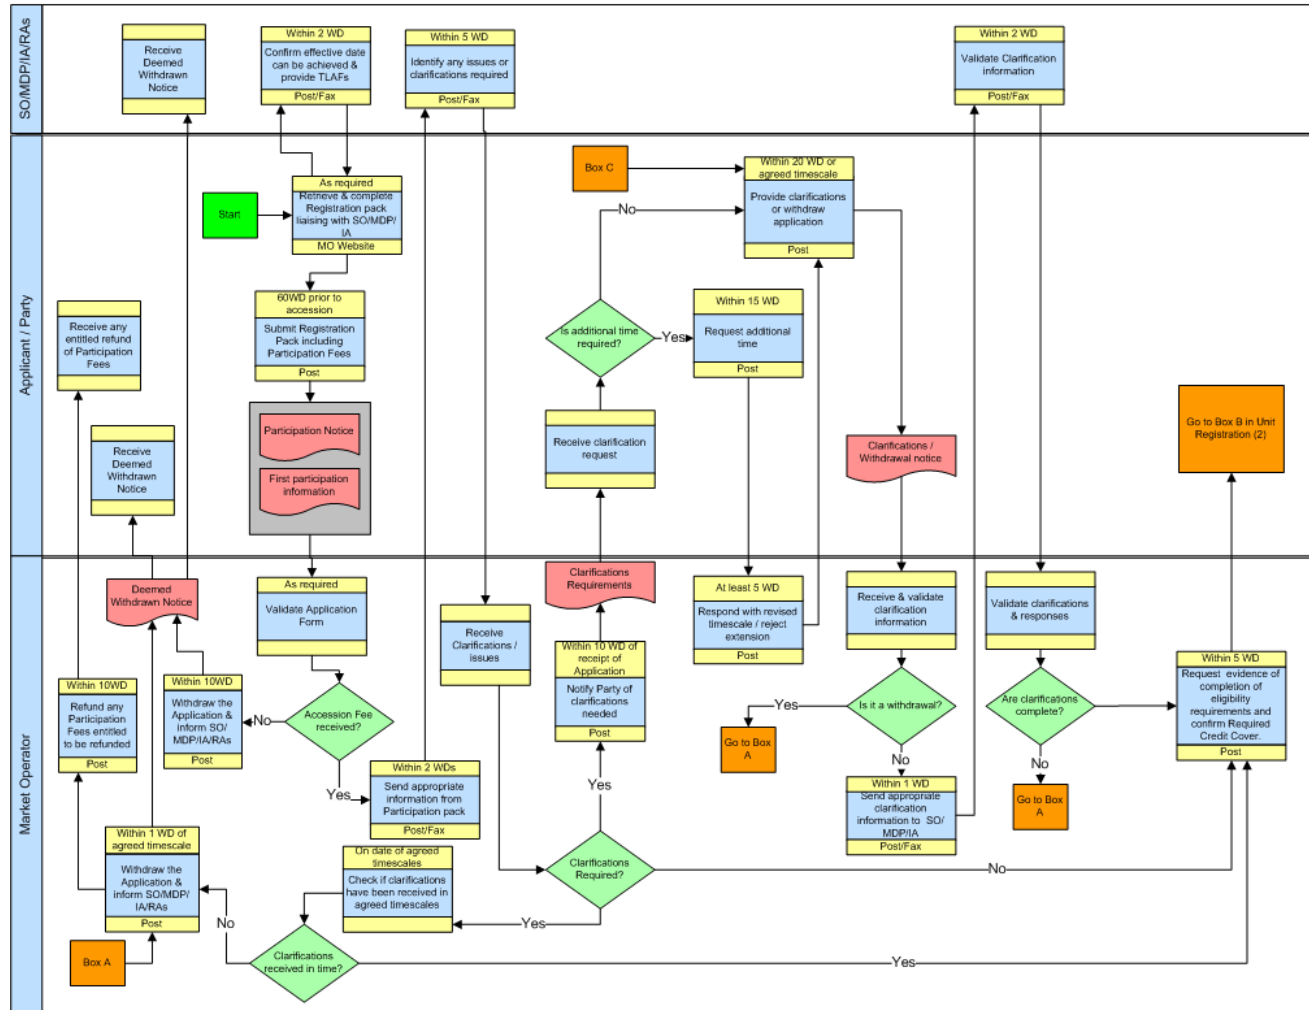 SO/MDP/IA/RAs
Receive
Deemed
Withdrawn
Notice
Within 2 WD
Confirm effective date
can be achieved &
provide TLAFs
Post/Fax
Within 5 WD
Identify any issues or
clarifications required
Post/Fax
Within 2 WD
Validate Clarification
information
Post/Fax
Applicant / Party
Start
As required
Retrieve & complete
Registration pack
liaising with SO/MDP/
IA
MO Website
Box C
Within 20 WD or
agreed timescale
Provide clarifications
or withdraw
application
Post
No
60WD prior to
accession
Submit Registration
Pack including
Participation Fees
Post
Receive any
entitled refund
of Participation
Fees
Is additional time
required?
Yes
Within 15 WD
Request additional
time
Post
Participation Notice
First participation
information
Receive
Deemed
Withdrawn
Notice
Receive clarification
request
Clarifications /
Withdrawal notice
Go to Box B in Unit
Registration (2)
Market Operator
Deemed
Withdrawn Notice
As required
Validate Application
Form
Receive
Clarifications /
issues
Clarifications
Requirements
At least 5 WD
Respond with revised
timescale / reject
extension
Post
Receive & validate
clarification
information
Validate clarifications
& responses
Within 10WD
Refund any
Participation
Fees entitled
to be refunded
Post
Within 10WD
Withdraw the
Application &
inform SO/
MDP/IA/RAs
Post
No
Accession Fee
received?
Yes
Within 2 WDs
Send appropriate
information from
Participation pack
Post/Fax
Within 10 WD of
receipt of
Application
Notify Party of
clarifications
needed
Post
Yes
Yes
Go to Box
A
Is it a withdrawal?
No
Within 1 WD
Send appropriate
clarification
information to SO/
MDP/IA
Post/Fax
Are clarifications
complete?
No
Go to Box
A
Within 5 WD
Request evidence of
completion of
eligibility
requirements and
confirm Required
Credit Cover.
Post
Within 1 WD of
agreed timescale
Withdraw the
Application &
inform SO/MDP/
IA/RAs
Post
On date of agreed
timescales
Check if clarifications
have been received in
agreed timescales
Clarifications
Required?
No
Yes
No
Box A
Clarifications
received in time?
Yes